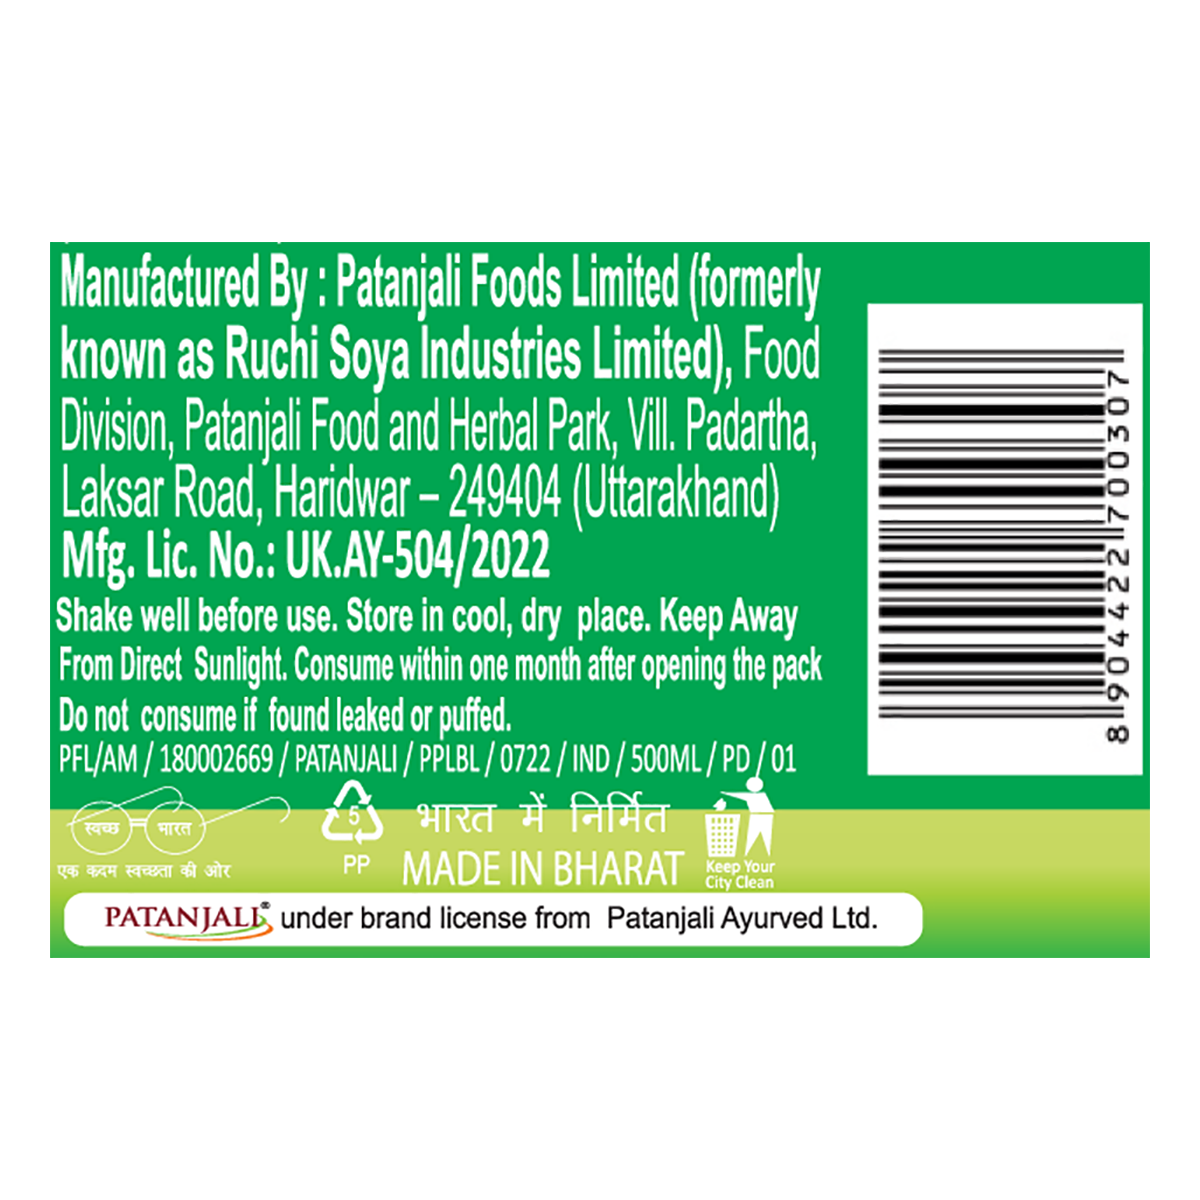 Manufactured By : Patanjali Foods Limited (formerly
known as Ruchi Soya Industries Limited), Food
Division, Patanjali Food and Herbal Park, Vill. Padartha,
Laksar Road, Haridwar – 249404 (Uttarakhand)
Mfg. Lic. No.: UK.AY-504/2022
Shake well before use. Store in cool, dry place. Keep Away
From Direct Sunlight. Consume within one month after opening the pack
Do not consume if found leaked or puffed.
PFL/AM / 180002669 / PATANJALI / PPLBL / 0722 / IND / 500ML / PD / 01
8 904422 700307
स्वच्छ भारत
एक कदम स्वच्छता की ओर
5
PP
भारत में निर्मित
MADE IN BHARAT
Keep Your
City Clean
PATANJALI® under brand license from Patanjali Ayurved Ltd.